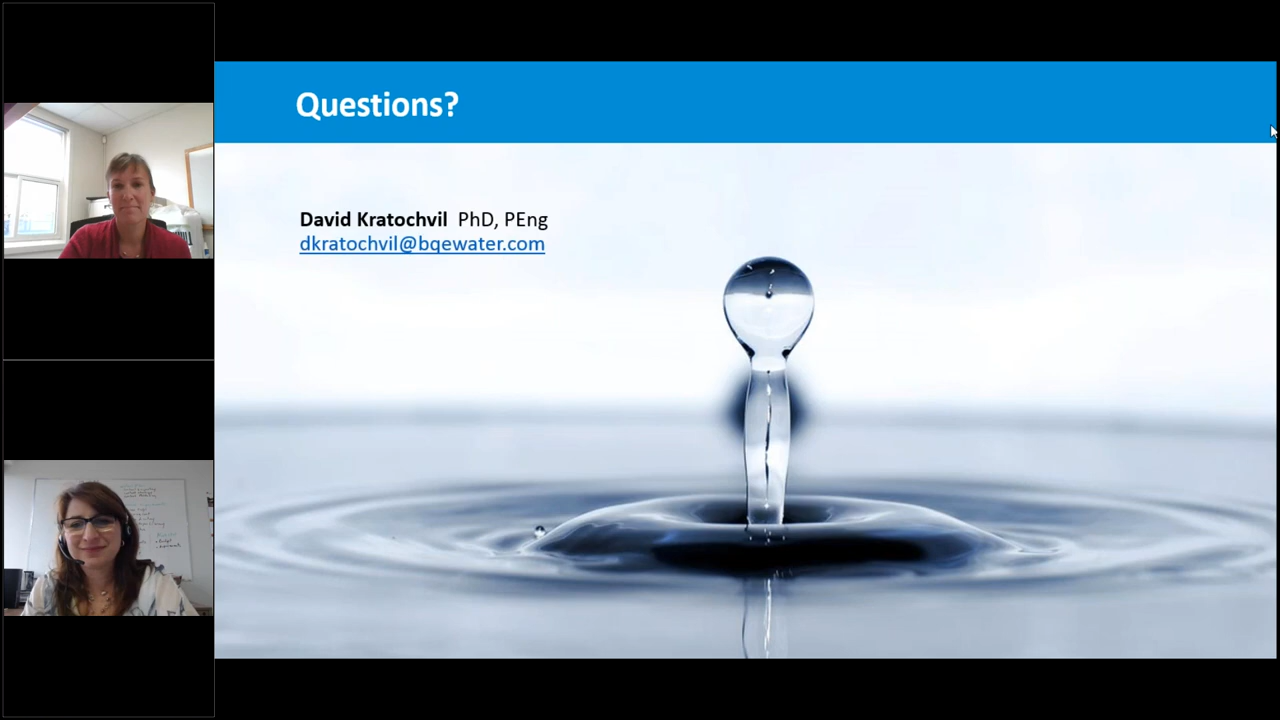 Questions?
David Kratochvil PhD, PEng
dkratochvil@bqewater.com